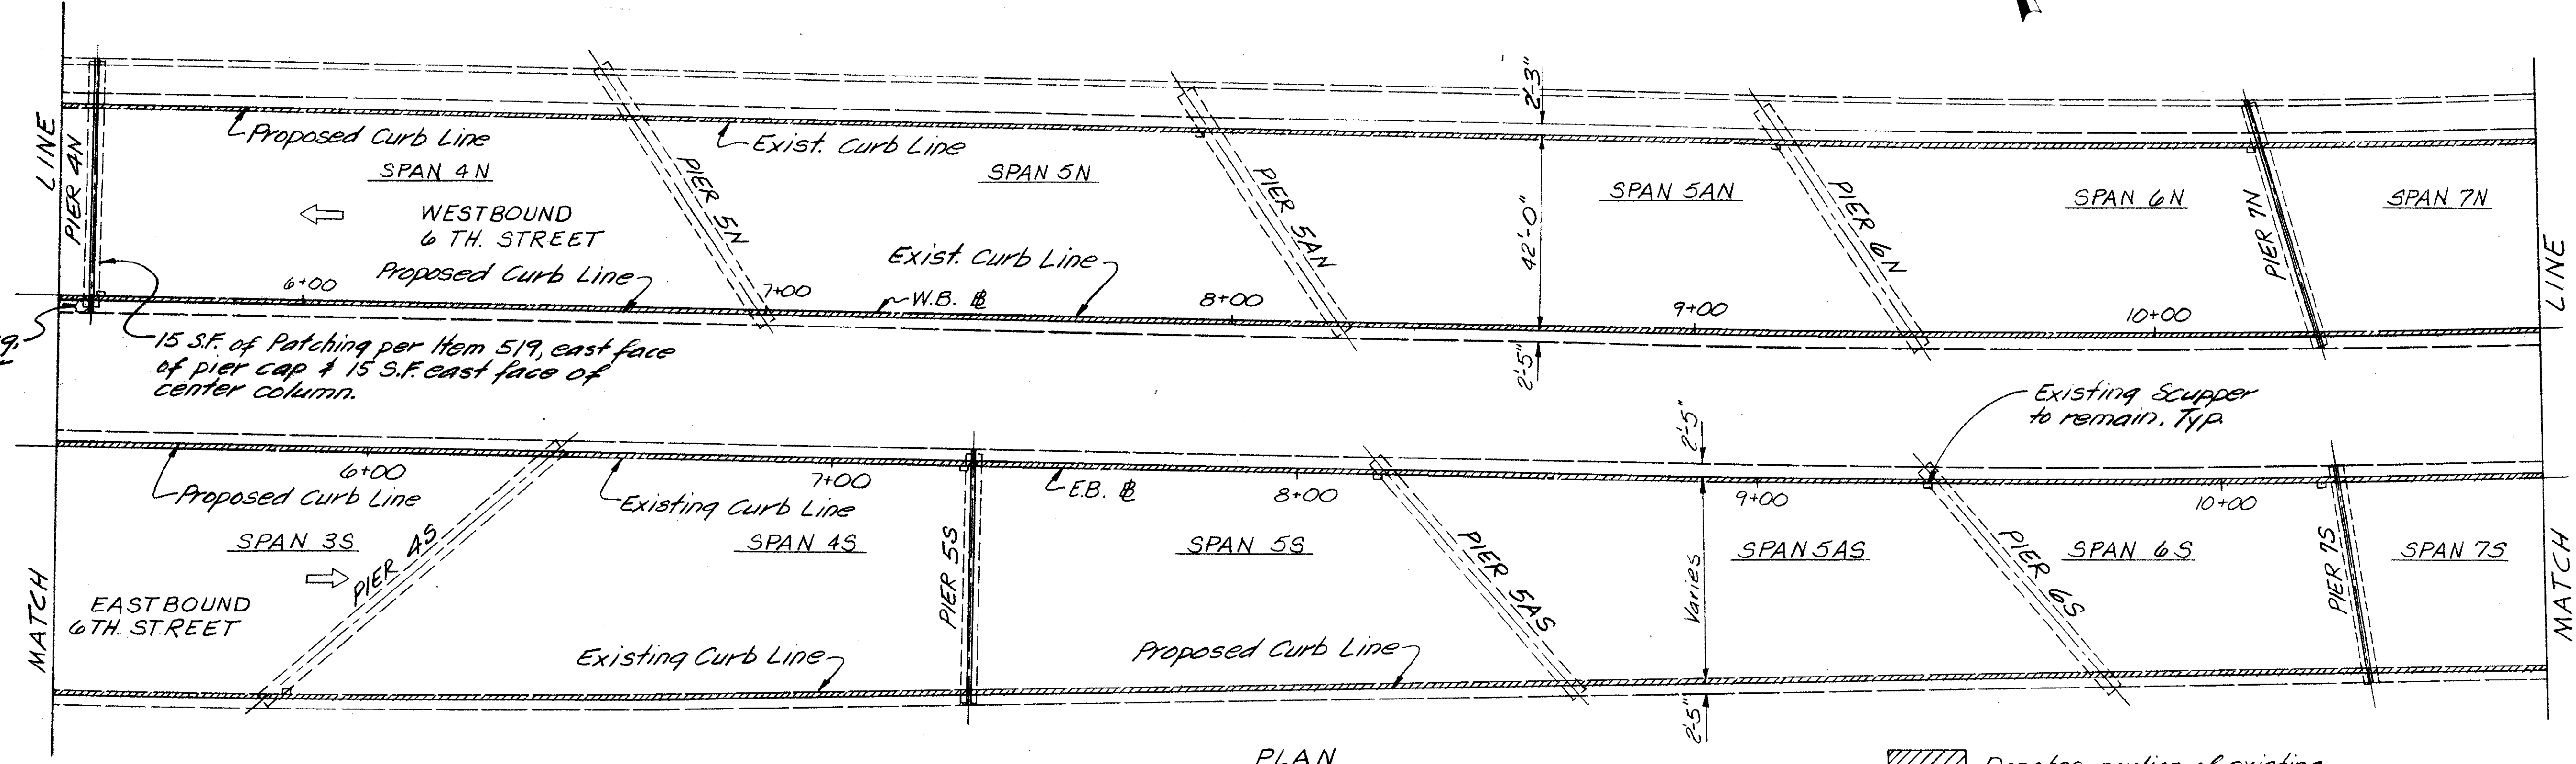 2'-3"
Proposed Curb Line
Exist. Curb Line
LINE
PIER 4N
SPAN 4N
PIER 5N
SPAN 5N
PIER 5AN
SPAN 5AN
PIER 6N
SPAN 6N
PIER 7N
SPAN 7N
WESTBOUND
6 TH. STREET
42'-0"
Exist. Curb Line
Proposed Curb Line
LINE
6+00
7+00
W.B. B
8+00
9+00
10+00
15 S.F. of Patching per Item 519, east face
of pier cap & 15 S.F. east face of
center column.
2'-5"
Existing Scupper
to remain. Typ.
2'-5"
6+00
7+00
E.B. B
8+00
9+00
10+00
Proposed Curb Line
Existing Curb Line
SPAN 3S
PIER 4S
SPAN 4S
PIER 5S
SPAN 5S
PIER 5AS
SPAN 5AS
PIER 6S
SPAN 6S
PIER 7S
SPAN 7S
MATCH
EASTBOUND
6TH. STREET
Varies
MATCH
Existing Curb Line
Proposed Curb Line
2'-5"
PLAN
Denotes portion of existing